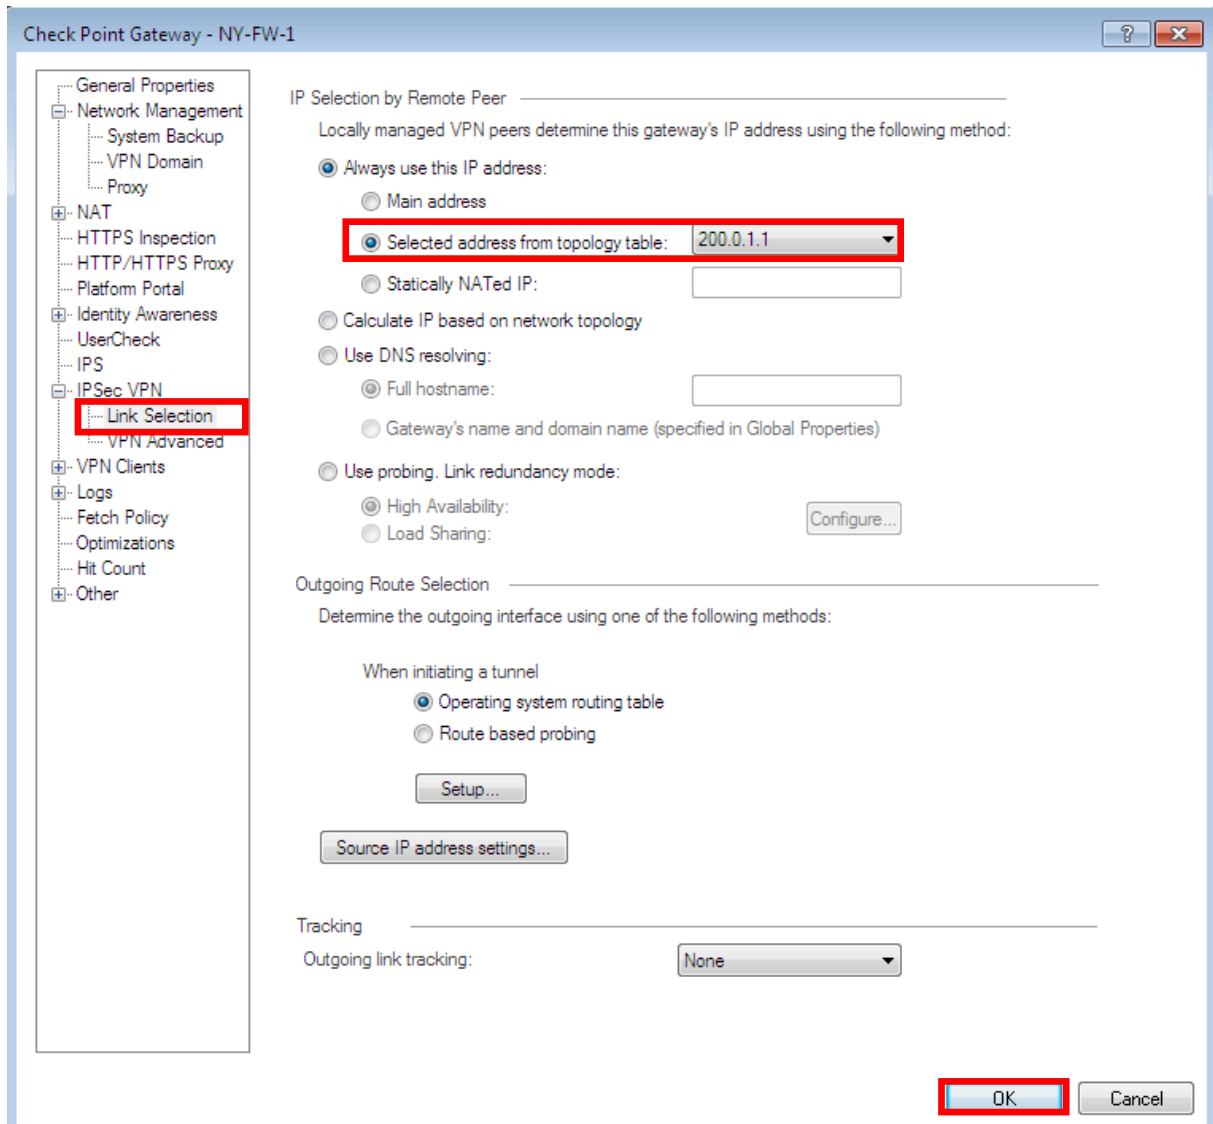 Check Point Gateway - NY-FW-1
General Properties
Network Management
System Backup
VPN Domain
Proxy
NAT
HTTPS Inspection
HTTP/HTTPS Proxy
Platform Portal
Identity Awareness
UserCheck
IPS
IPSec VPN
Link Selection
VPN Advanced
VPN Clients
Logs
Fetch Policy
Optimizations
Hit Count
Other
IP Selection by Remote Peer
Locally managed VPN peers determine this gateway's IP address using the following method:
Always use this IP address:
Main address
Selected address from topology table: 200.0.1.1
Statically NATed IP:
Calculate IP based on network topology
Use DNS resolving:
Full hostname:
Gateway's name and domain name (specified in Global Properties)
Use probing. Link redundancy mode:
High Availability:
Load Sharing:
Configure...
Outgoing Route Selection
Determine the outgoing interface using one of the following methods:
When initiating a tunnel
Operating system routing table
Route based probing
Setup...
Source IP address settings...
Tracking
Outgoing link tracking: None
OK Cancel